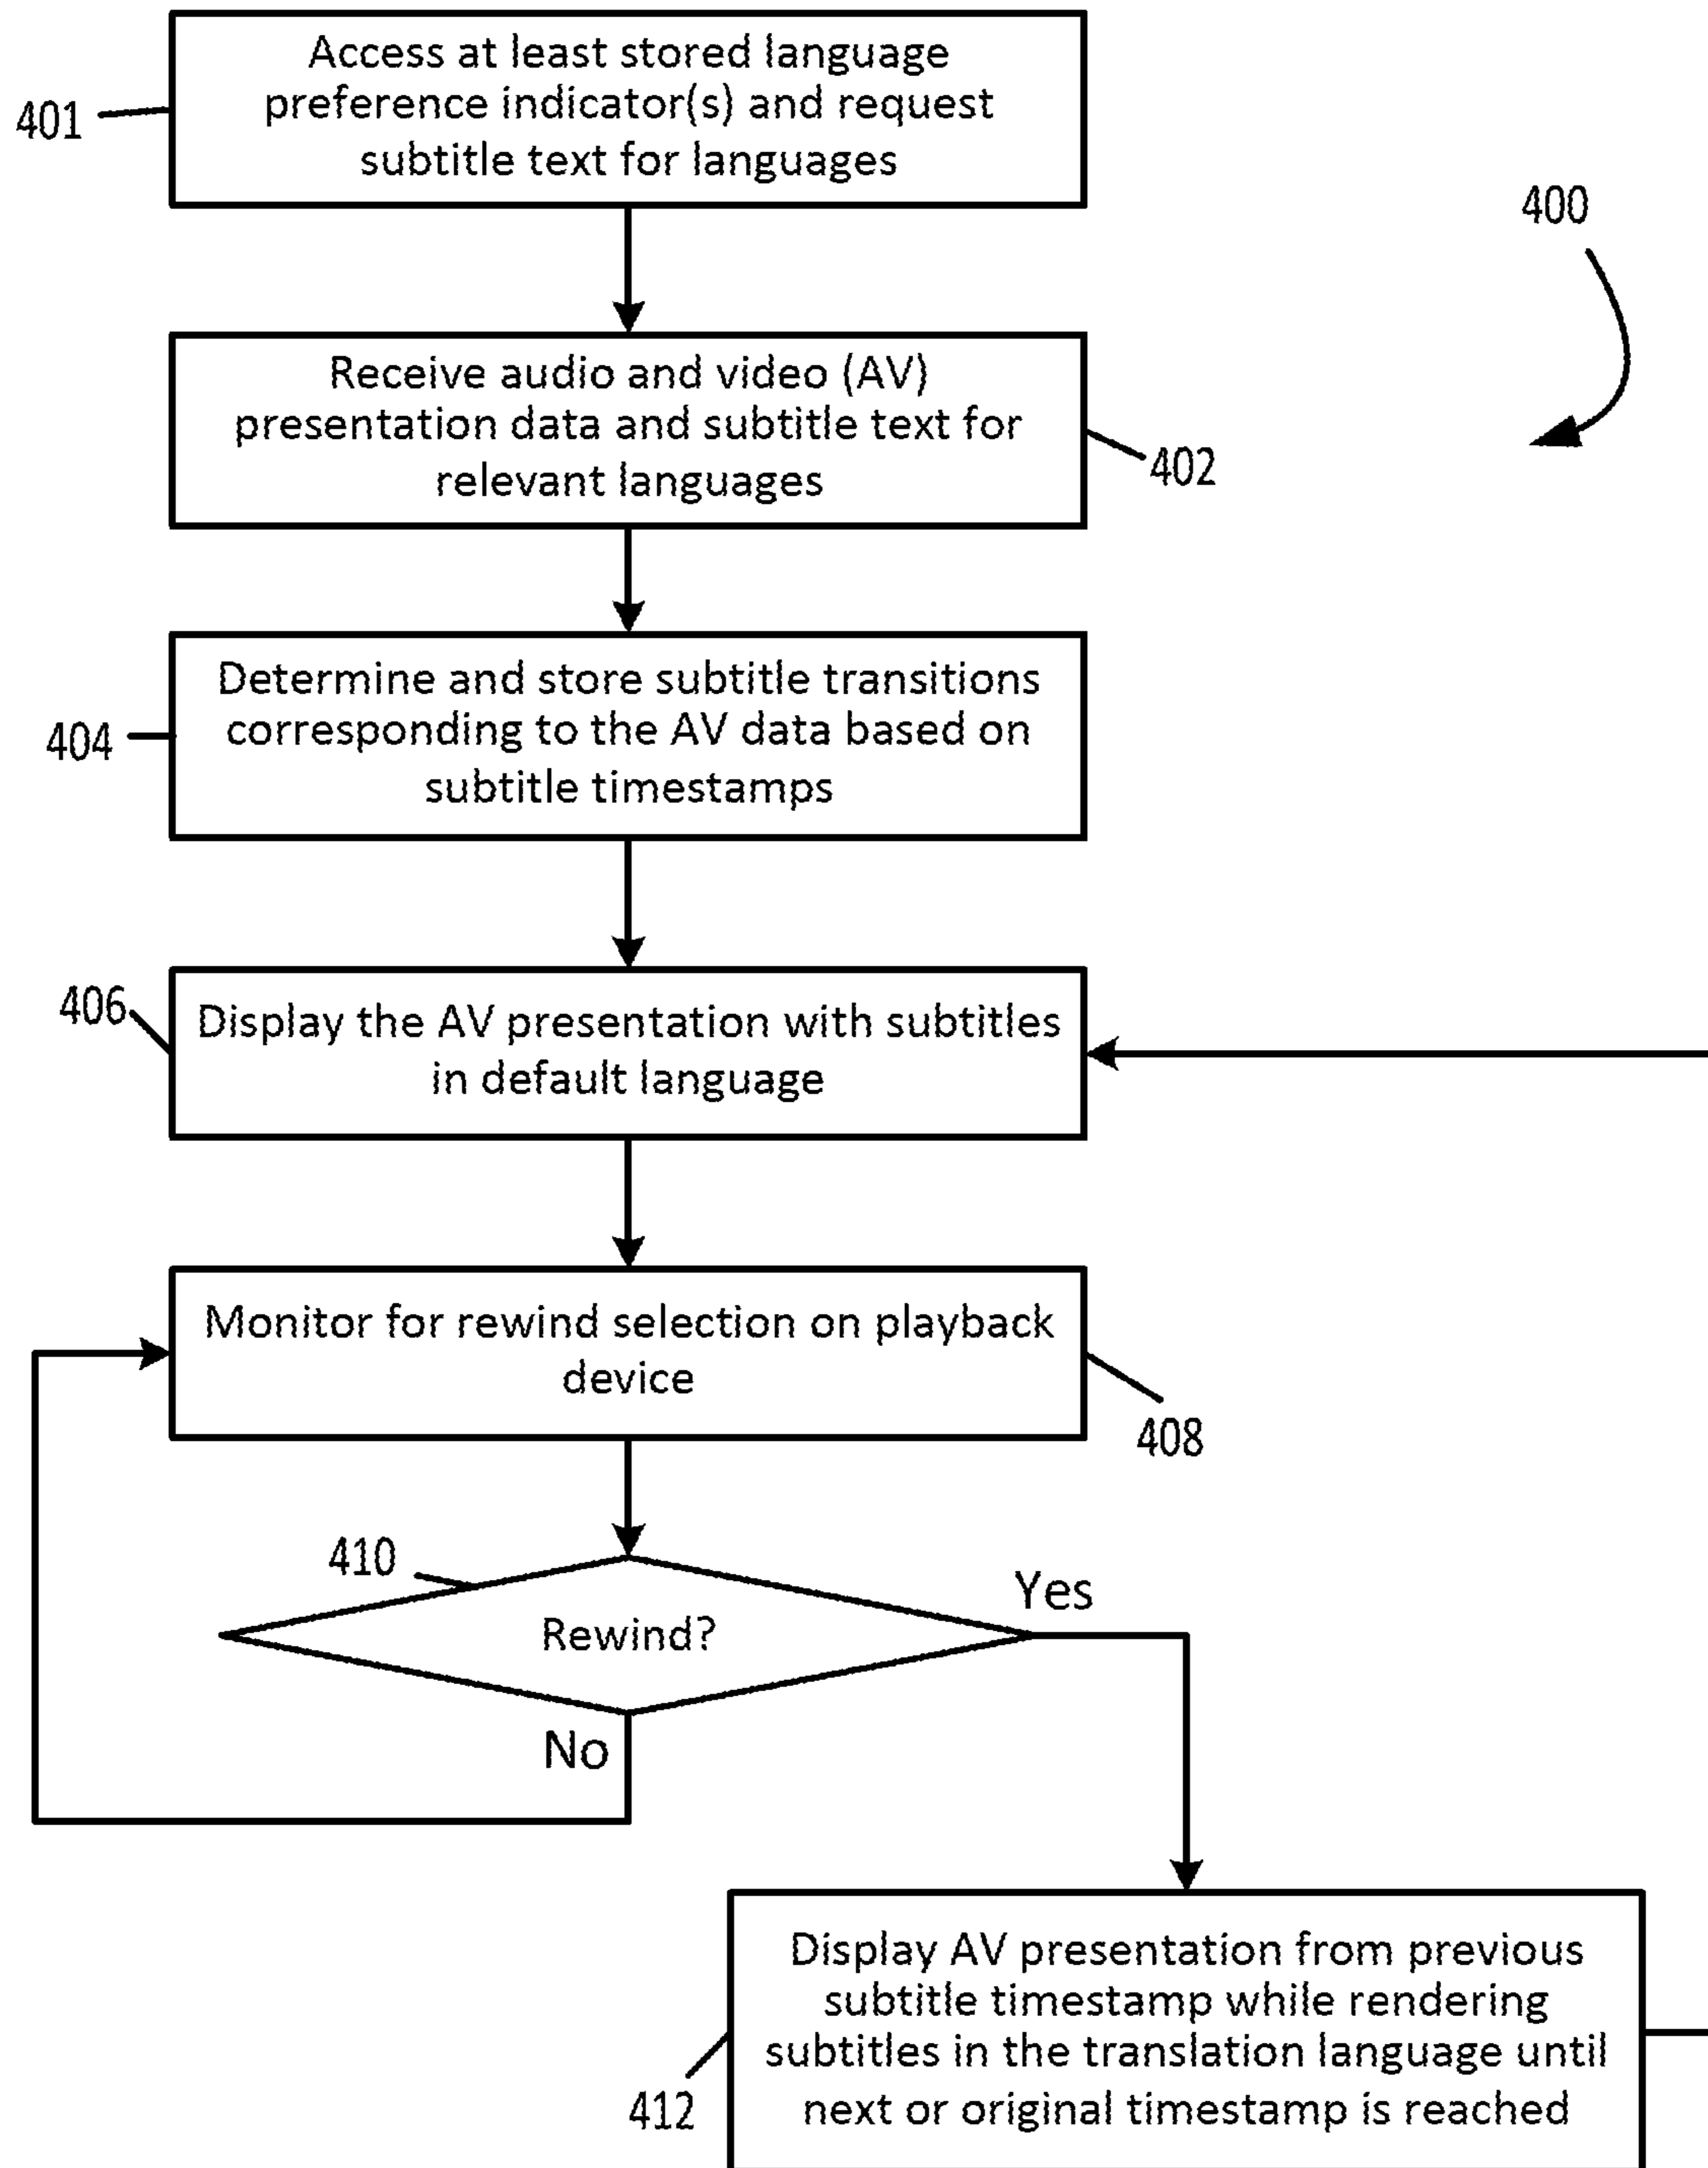 Access at least stored language
preference indicator(s) and request
subtitle text for languages
401
400
Receive audio and video (AV)
presentation data and subtitle text for
relevant languages
402
Determine and store subtitle transitions
corresponding to the AV data based on
subtitle timestamps
404
406
Display the AV presentation with subtitles
in default language
Monitor for rewind selection on playback
device
408
410
Rewind?
Yes
No
Display AV presentation from previous
subtitle timestamp while rendering
subtitles in the translation language until
next or original timestamp is reached
412